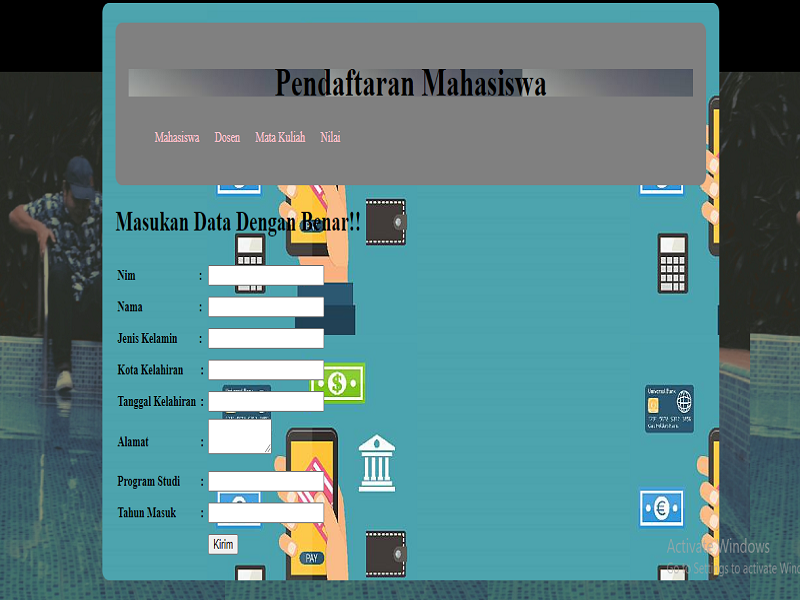 Pendaftaran Mahasiswa
Mahasiswa Dosen Mata Kuliah Nilai
Masukan Data Dengan Benar!!
Nim :
Nama :
Jenis Kelamin :
Kota Kelahiran :
Tanggal Kelahiran :
Universal Bank
Alamat :
Program Studi :
Tahun Masuk :
Kirim
PAY
Activate Windows
Go to Settings to activate Wind